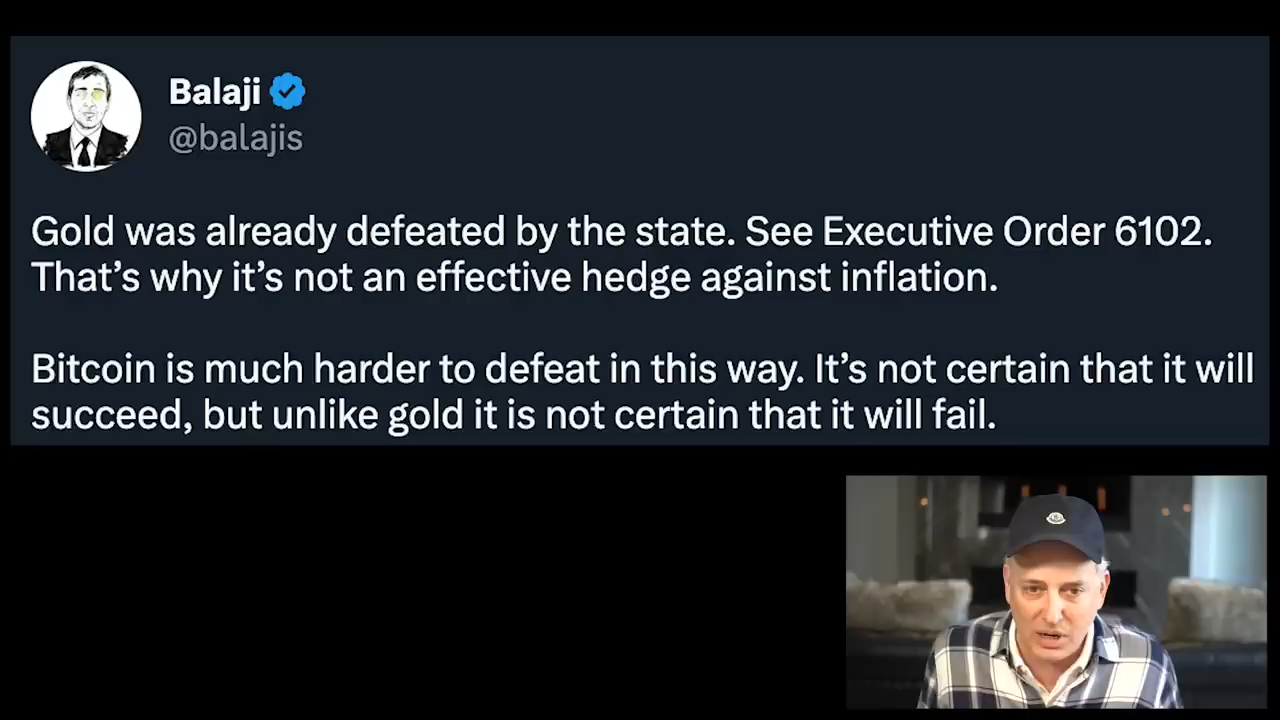 Balaji
@balajis
Gold was already defeated by the state. See Executive Order 6102.
That’s why it’s not an effective hedge against inflation.
Bitcoin is much harder to defeat in this way. It’s not certain that it will
succeed, but unlike gold it is not certain that it will fail.